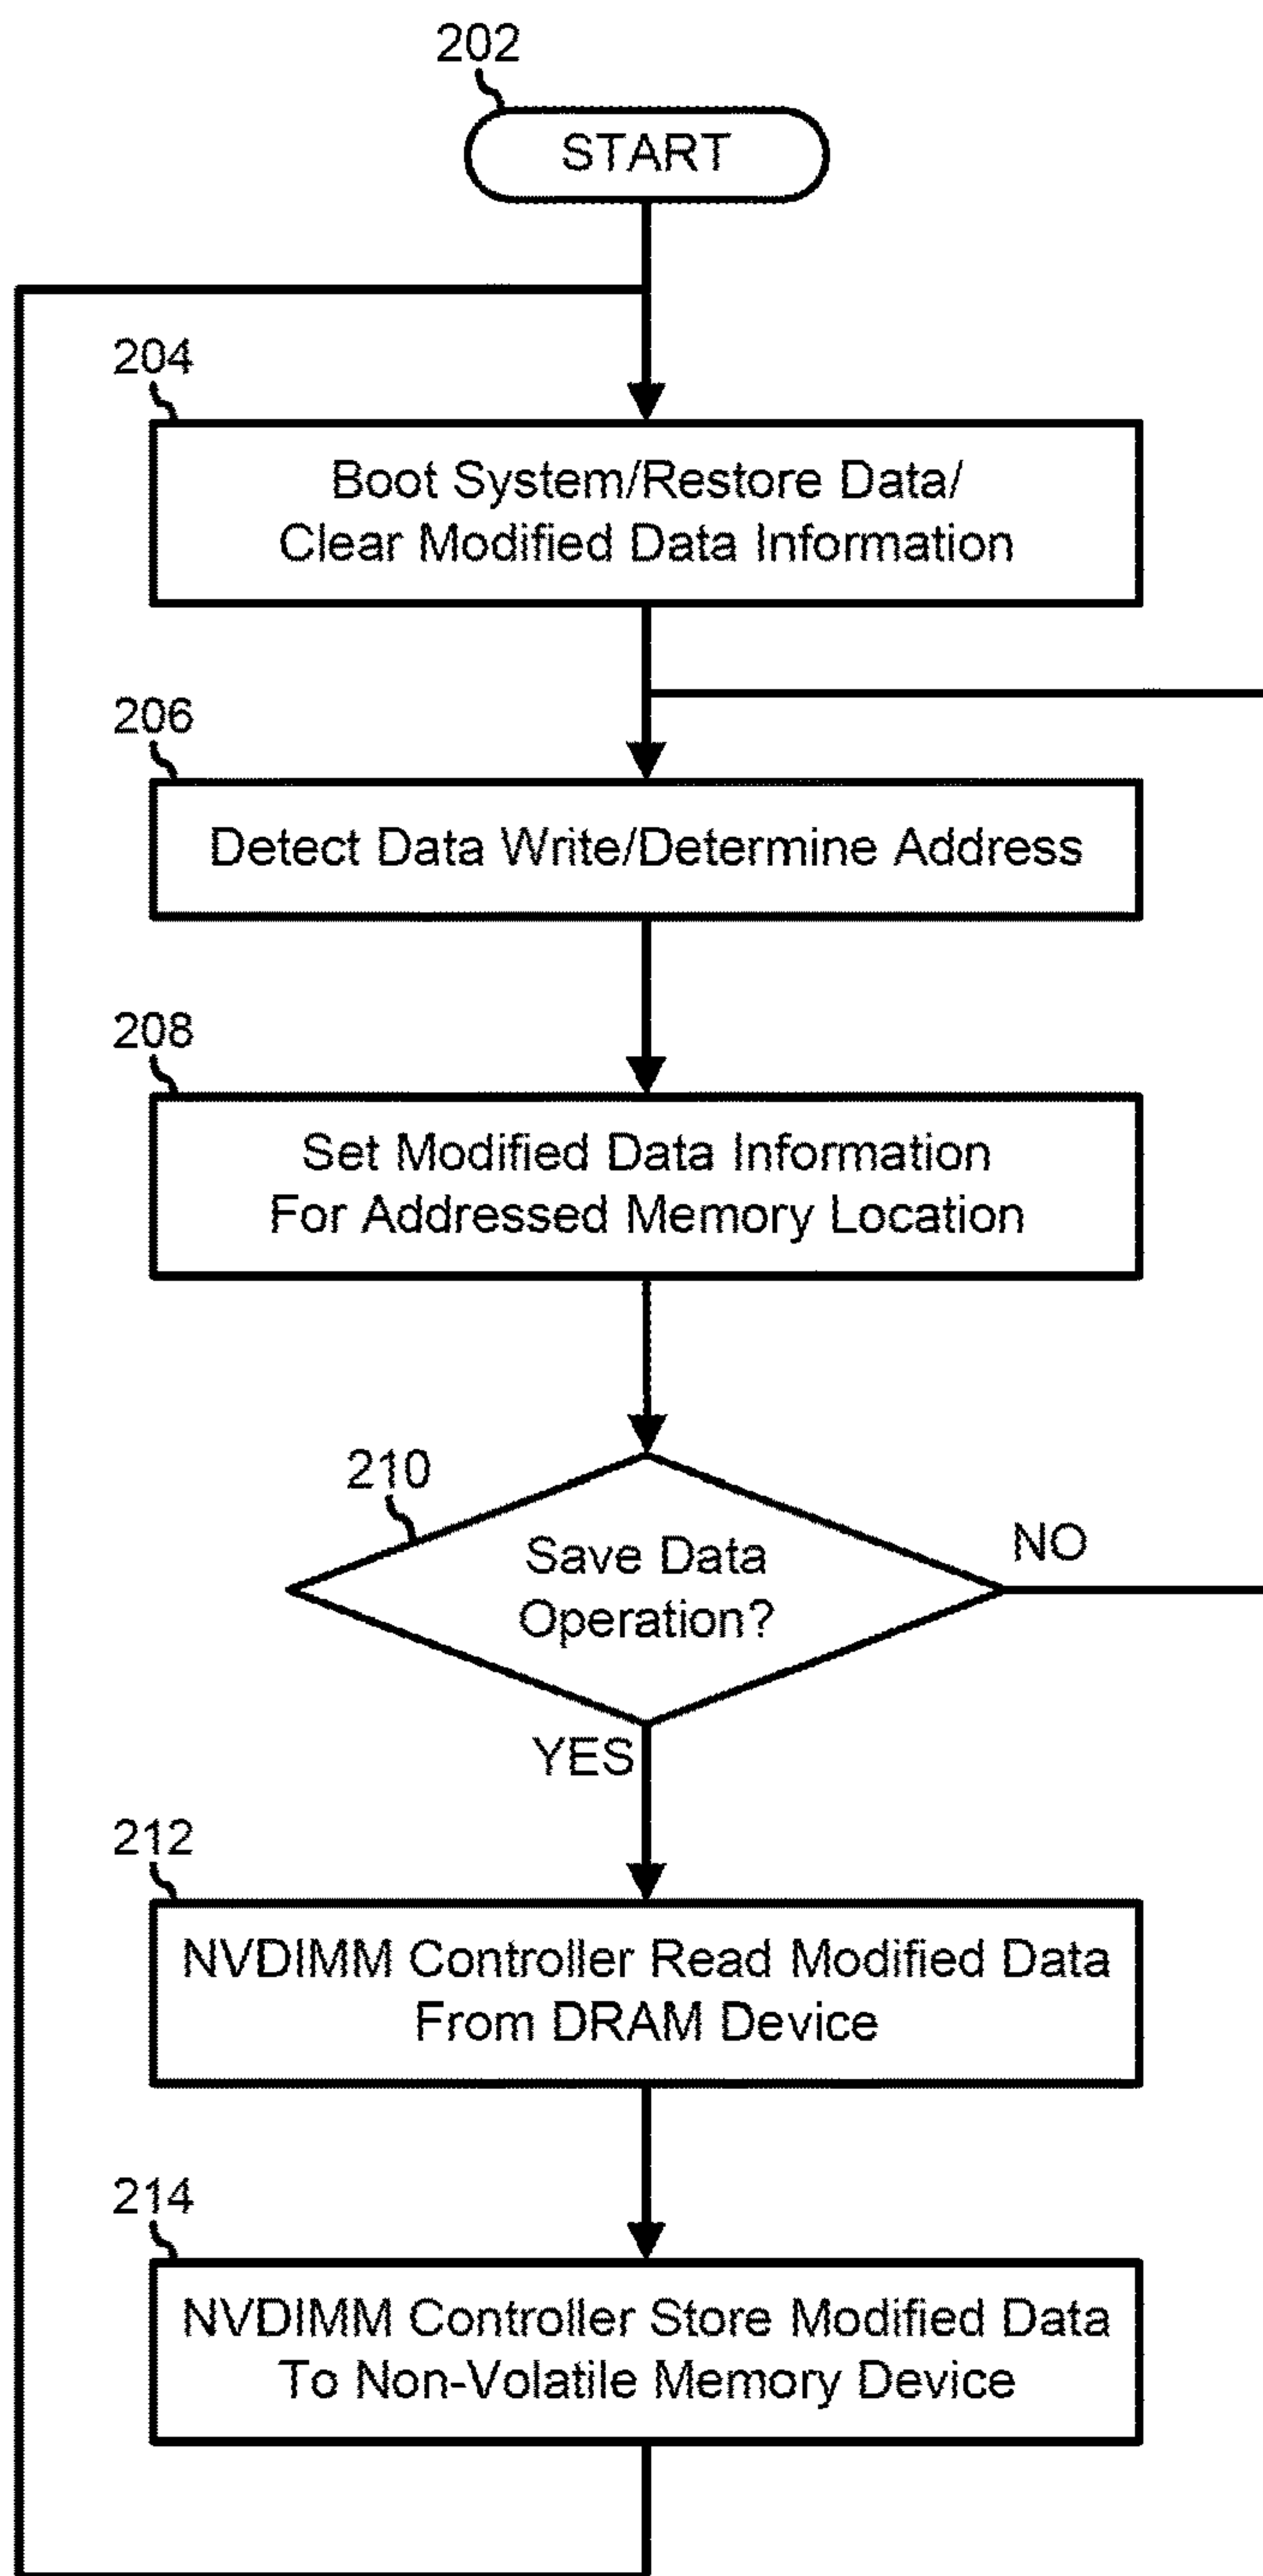 202
START
204
Boot System/Restore Data/
Clear Modified Data Information
206
Detect Data Write/Determine Address
208
Set Modified Data Information
For Addressed Memory Location
210
Save Data
Operation?
NO
YES
212
NVDIMM Controller Read Modified Data
From DRAM Device
214
NVDIMM Controller Store Modified Data
To Non-Volatile Memory Device